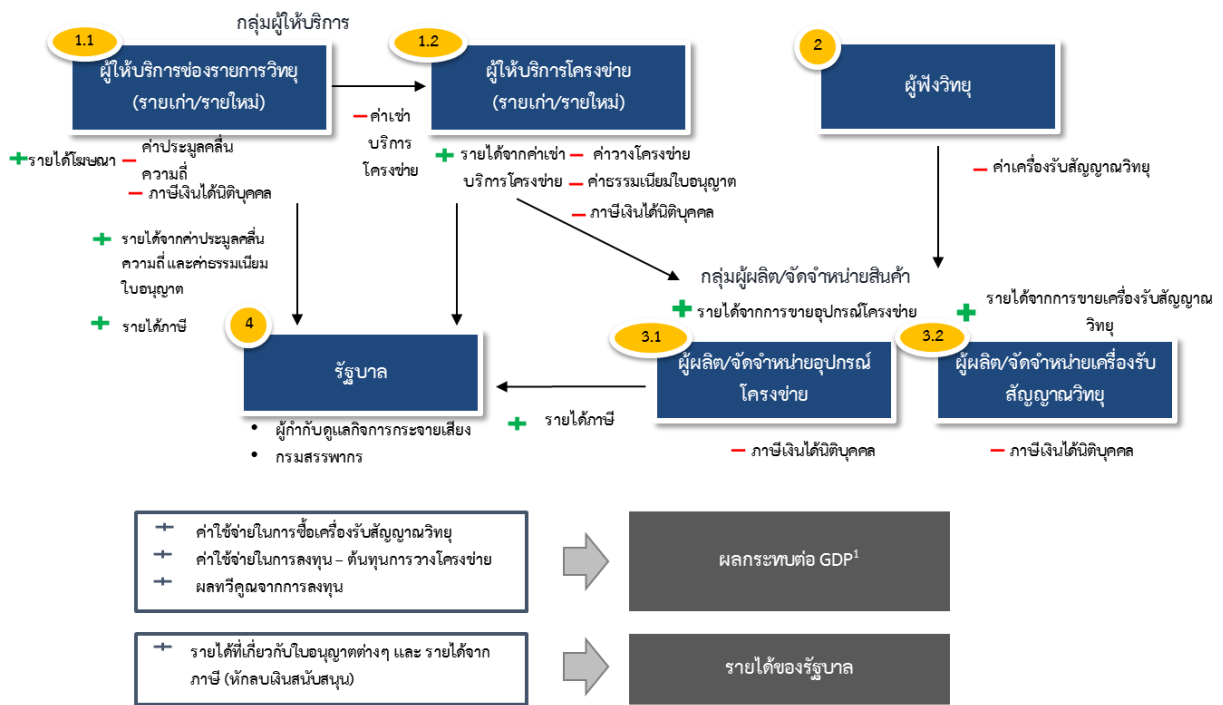 กลุ่มผู้ให้บริการ
1.1
ผู้ให้บริการช่องรายการวิทยุ
(รายเก่า/รายใหม่)
1.2
ผู้ให้บริการโครงข่าย
(รายเก่า/รายใหม่)
2
ผู้ฟังวิทยุ
+ รายได้โฆษณา
– ค่าประมูลคลื่น
ความถี่
– ภาษีเงินได้นิติบุคคล
– ค่าเช่า
บริการ
โครงข่าย
+ รายได้จากค่าเช่า
บริการโครงข่าย
– ค่าวางโครงข่าย
– ค่าธรรมเนียมใบอนุญาต
– ภาษีเงินได้นิติบุคคล
– ค่าเครื่องรับสัญญาณวิทยุ
+ รายได้จากค่าประมูลคลื่น
ความถี่ และค่าธรรมเนียม
ใบอนุญาต
+ รายได้ภาษี
กลุ่มผู้ผลิต/จัดจำหน่ายสินค้า
+ รายได้จากการขายอุปกรณ์โครงข่าย
+ รายได้จากการขายเครื่องรับสัญญาณ
วิทยุ
4
รัฐบาล
• ผู้กำกับดูแลกิจการกระจายเสียง
• กรมสรรพากร
+ รายได้ภาษี
3.1
ผู้ผลิต/จัดจำหน่ายอุปกรณ์
โครงข่าย
– ภาษีเงินได้นิติบุคคล
3.2
ผู้ผลิต/จัดจำหน่ายเครื่องรับ
สัญญาณวิทยุ
– ภาษีเงินได้นิติบุคคล
+ ค่าใช้จ่ายในการซื้อเครื่องรับสัญญาณวิทยุ
+ ค่าใช้จ่ายในการลงทุน – ต้นทุนการวางโครงข่าย
+ ผลทวีคูณจากการลงทุน
ผลกระทบต่อ GDP¹
+ รายได้ที่เกี่ยวกับใบอนุญาตต่างๆ และ รายได้จาก
ภาษี (หักลบเงินสนับสนุน)
รายได้ของรัฐบาล